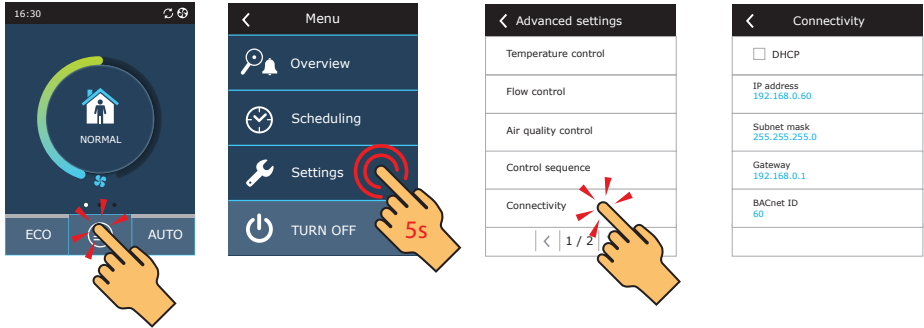 16:30
NORMAL
ECO
AUTO
Menu
Overview
Scheduling
Settings
TURN OFF
5s
Advanced settings
Temperature control
Flow control
Air quality control
Control sequence
Connectivity
1 / 2
Connectivity
DHCP
IP address
192.168.0.60
Subnet mask
255.255.255.0
Gateway
192.168.0.1
BACnet ID
60